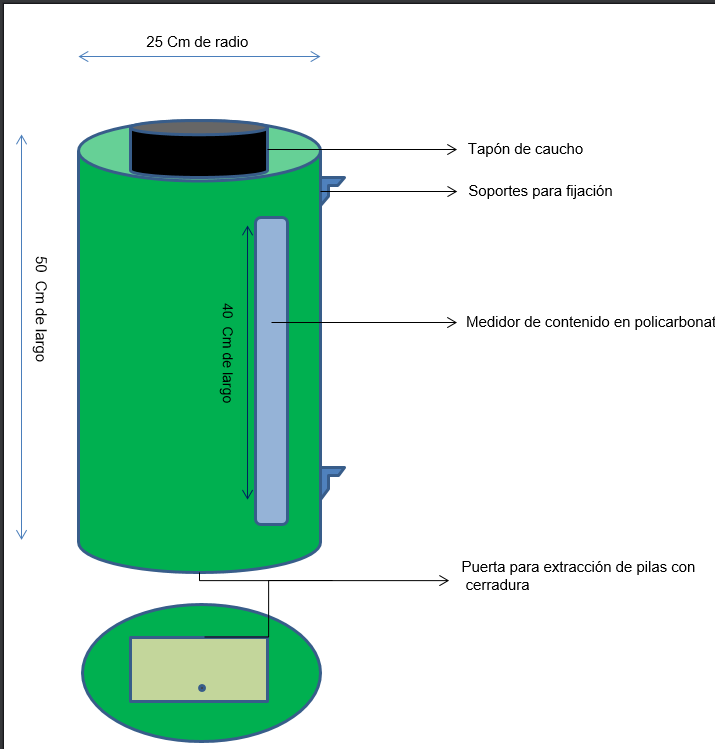 25 Cm de radio
Tapón de caucho
Soportes para fijación
50 Cm de largo
40 Cm de largo
Medidor de contenido en policarbonat
Puerta para extracción de pilas con
cerradura